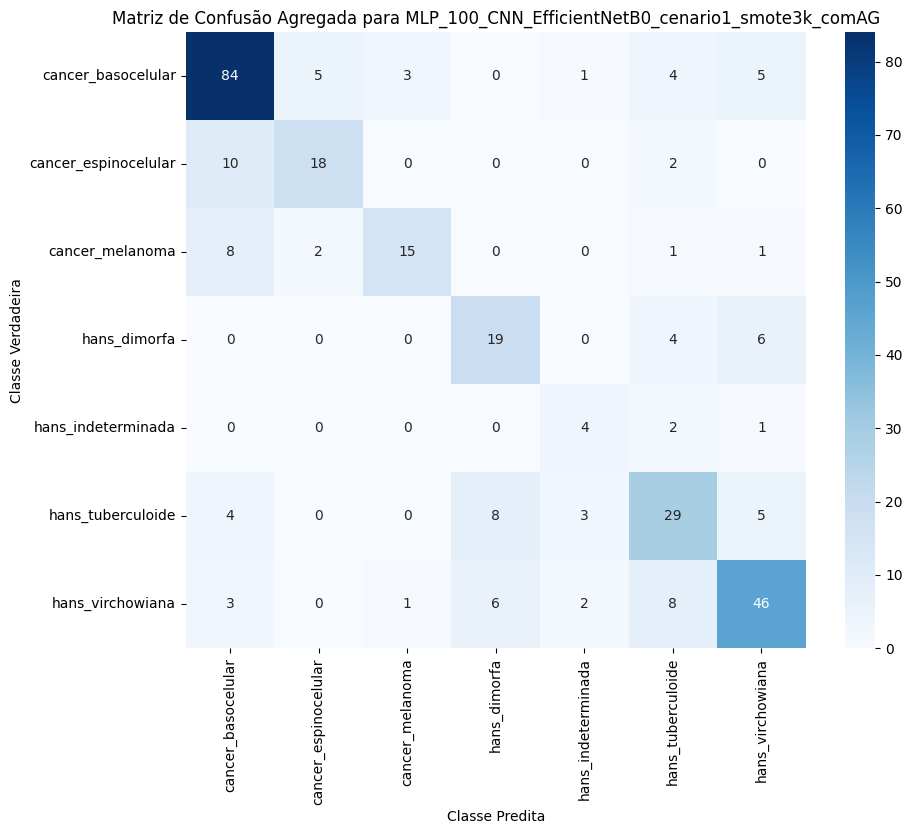 Matriz de Confusão Agregada para MLP_100_CNN_EfficientNetB0_cenario1_smote3k_comAG
Classe Verdadeira
cancer_basocelular 84 5 3 0 1 4 5
cancer_espinocelular 10 18 0 0 0 2 0
cancer_melanoma 8 2 15 0 0 1 1
hans_dimorfa 0 0 0 19 0 4 6
hans_indeterminada 0 0 0 0 4 2 1
hans_tuberculoide 4 0 0 8 3 29 5
hans_virchowiana 3 0 1 6 2 8 46
cancer_basocelular
cancer_espinocelular
cancer_melanoma
hans_dimorfa
hans_indeterminada
hans_tuberculoide
hans_virchowiana
Classe Predita
80
70
60
50
40
30
20
10
0